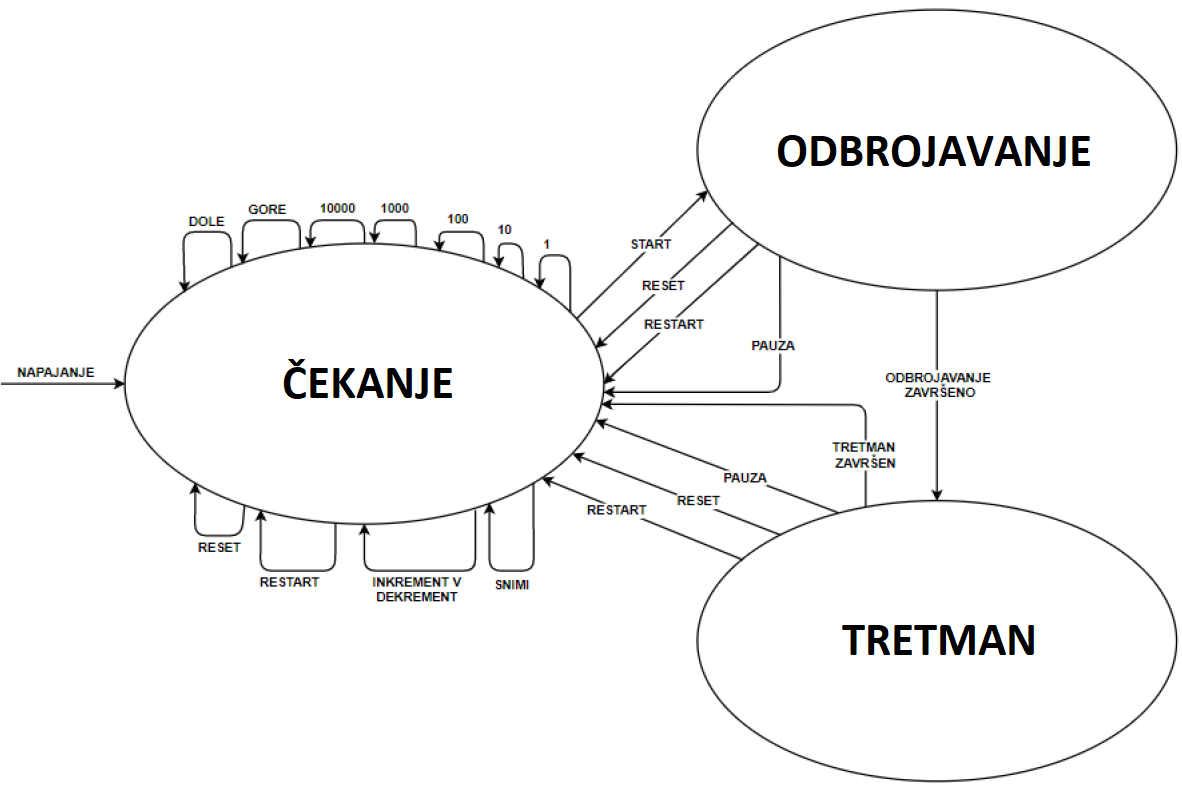 ODBROJAVANJE
DOLE
GORE
10000
1000
100
10
1
START
RESET
RESTART
PAUZA
NAPAJANJE
ČEKANJE
ODBROJAVANJE
ZAVRŠENO
TRETMAN
ZAVRŠEN
PAUZA
RESET
RESTART
RESET
RESTART
INKREMENT V
DEKREMENT
SNIMI
TRETMAN